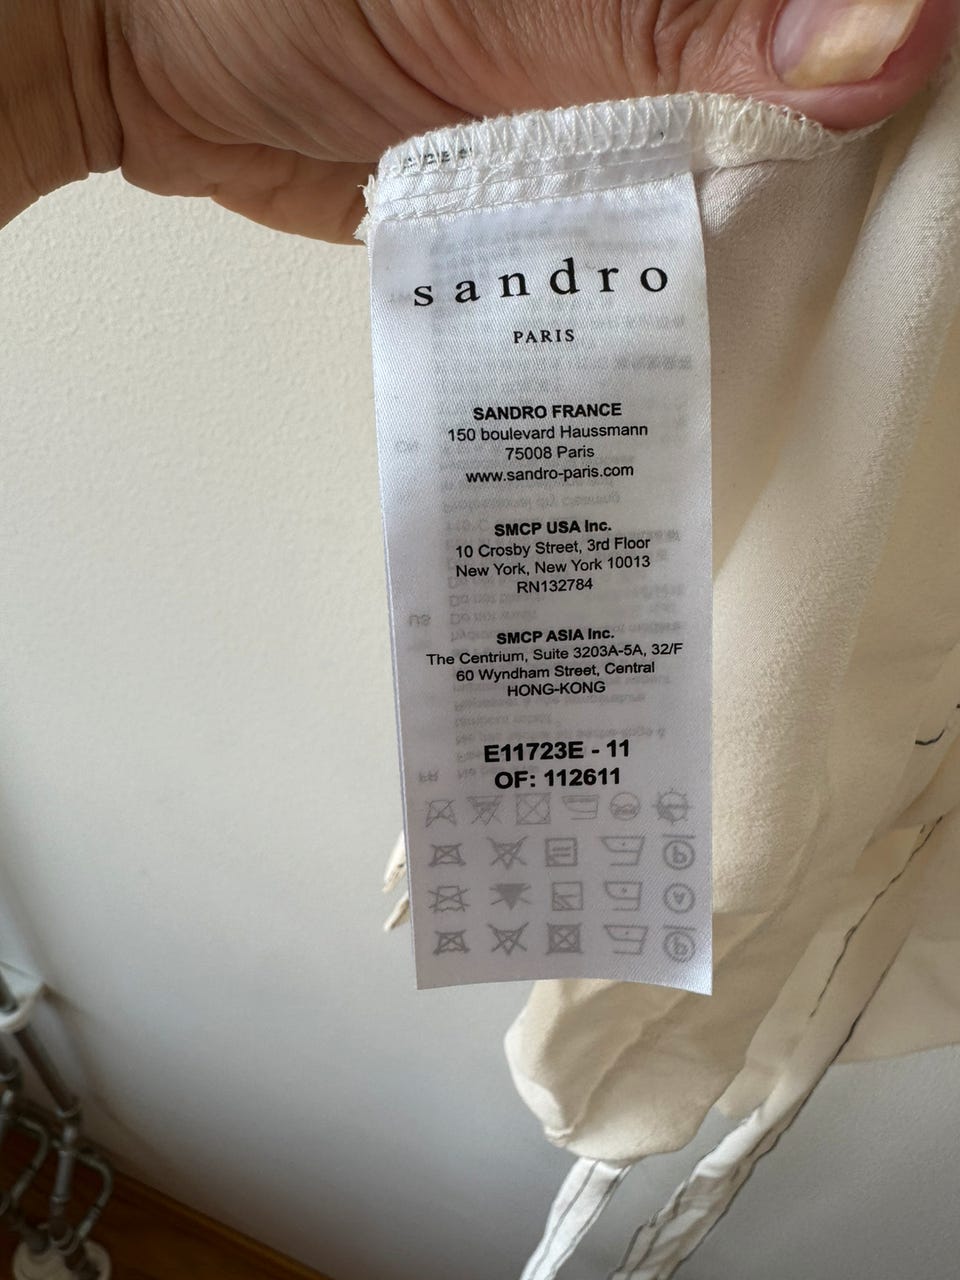 sandro
PARIS
SANDRO FRANCE
150 boulevard Haussmann
75008 Paris
www.sandro-paris.com
SMCP USA Inc.
10 Crosby Street, 3rd Floor
New York, New York 10013
RN132784
SMCP ASIA Inc.
The Centrium, Suite 3203A-5A, 32/F
60 Wyndham Street, Central
HONG-KONG
E11723E - 11
OF: 112611